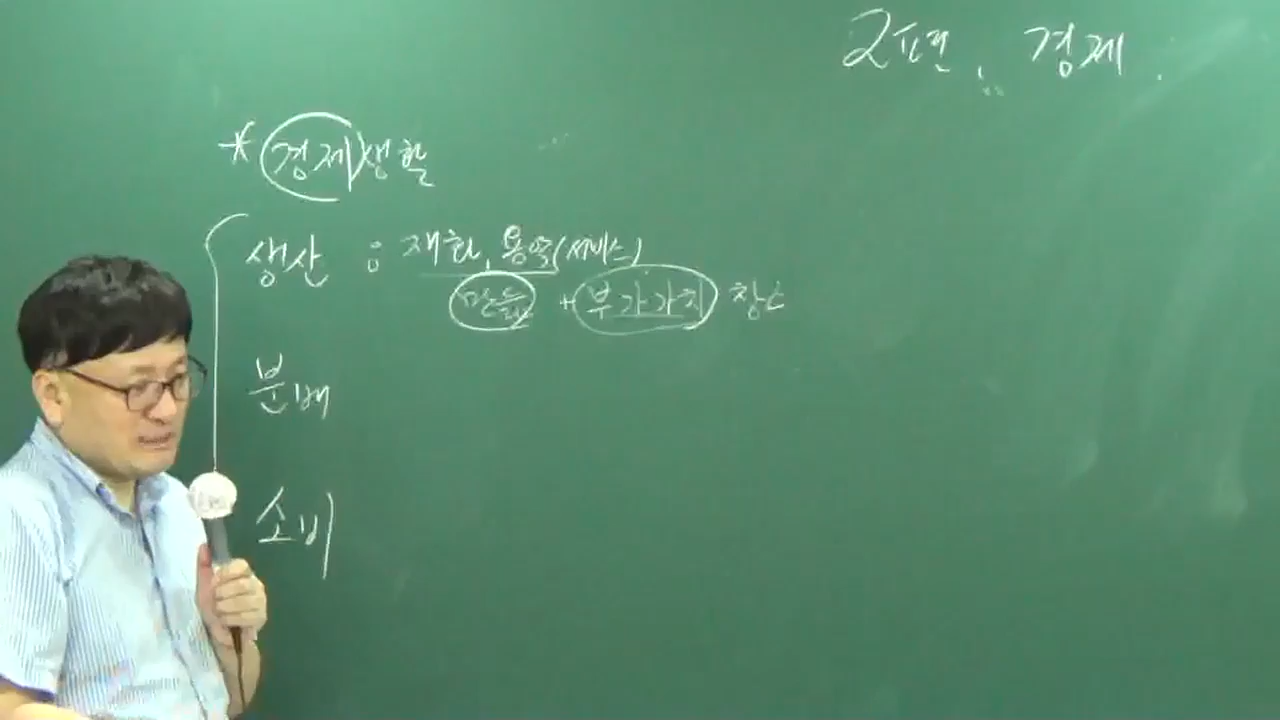 2편. 경제.
* 경제생활
생산 : 재화, 용역(서비스)
만듦 + 부가가치 창
분배
소비